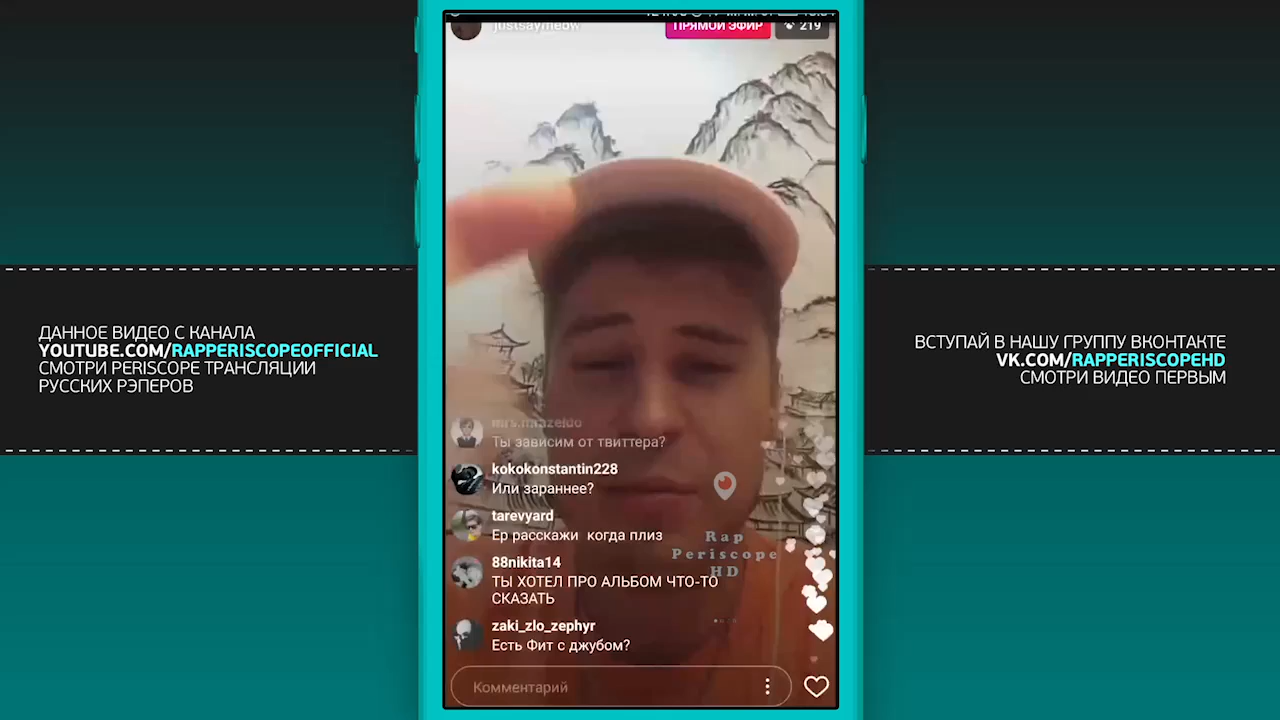 justsaymeow
ПРЯМОЙ ЭФИР
219
ДАННОЕ ВИДЕО С КАНАЛА
YOUTUBE.COM/RAPPERISCOPEOFFICIAL
СМОТРИ PERISCOPE ТРАНСЛЯЦИИ
РУССКИХ РЭПЕРОВ
ВСТУПАЙ В НАШУ ГРУППУ ВКОНТАКТЕ
VK.COM/RAPPERISCOPEHD
СМОТРИ ВИДЕО ПЕРВЫМ
Ты зависим от твиттера?
kokokonstantin228
Или зараннее?
tarevyard
Ер расскажи когда плиз
88nikita14
ТЫ ХОТЕЛ ПРО АЛЬБОМ ЧТО-ТО
СКАЗАТЬ
zaki_zlo_zephyr
Есть Фит с джубом?
Rap
Periscope
HD
Комментарий